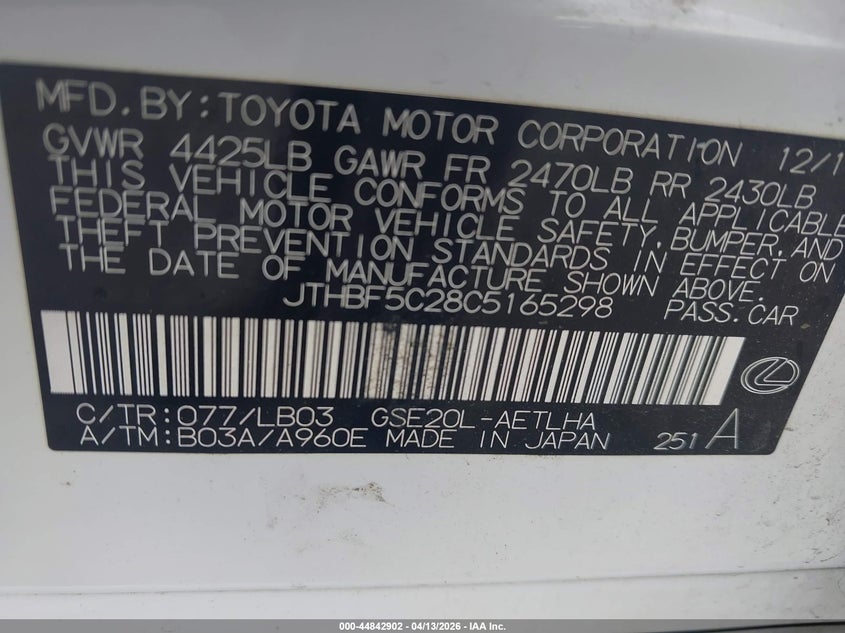 MFD. BY: TOYOTA MOTOR CORPORATION 12/1
GVWR 4425LB GAWR FR 2470LB RR 2430LB
THIS VEHICLE CONFORMS TO ALL APPLICABLE
FEDERAL MOTOR VEHICLE SAFETY, BUMPER, AND
THEFT PREVENTION STANDARDS IN EFFECT ON
THE DATE OF MANUFACTURE SHOWN ABOVE.
JTHBF5C28C5165298 PASS. CAR
C/TR: 077/LB03 GSE20L-AETLHA
A/TM: B03A/A960E MADE IN JAPAN 251 A
000-44842902 - 04/13/2026 - IAA Inc.